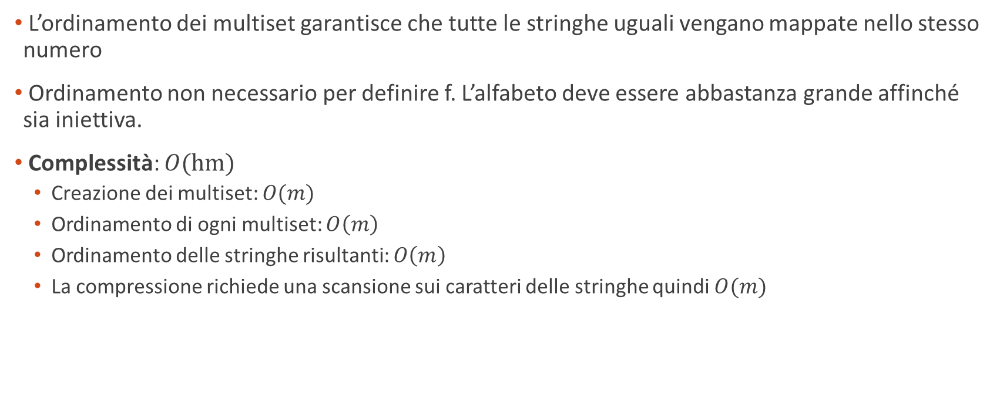 • L’ordinamento dei multiset garantisce che tutte le stringhe uguali vengano mappate nello stesso
numero
• Ordinamento non necessario per definire f. L’alfabeto deve essere abbastanza grande affinché
sia iniettiva.
• Complessità: O(hm)
• Creazione dei multiset: O(m)
• Ordinamento di ogni multiset: O(m)
• Ordinamento delle stringhe risultanti: O(m)
• La compressione richiede una scansione sui caratteri delle stringhe quindi O(m)